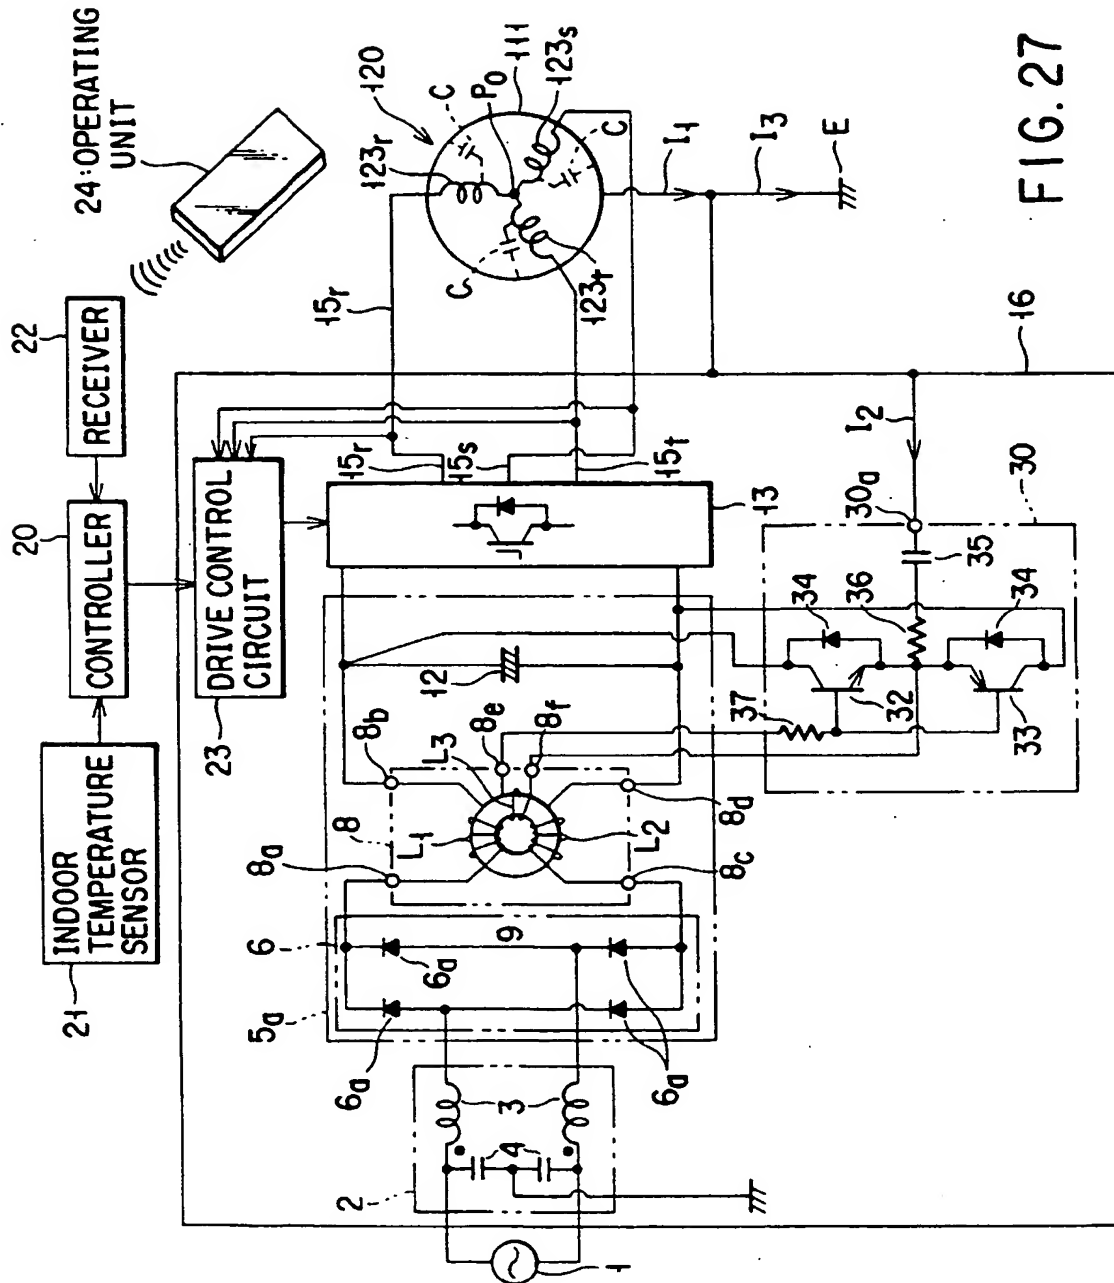 FIG. 27
24:OPERATING
UNIT
22
RECEIVER
20
CONTROLLER
INDOOR
TEMPERATURE
SENSOR
21
DRIVE CONTROL
CIRCUIT
23
120
C
P0
111
123r
123s
C
C
123t
I1
I3
E
15r
15r
15s
15t
13
16
I2
30
30a
35
34
36
34
37
32
33
12
8b
8e
8f
L3
8
L1
L2
8a
8c
8d
9
6
6a
5a
6a
6a
3
4
2
1